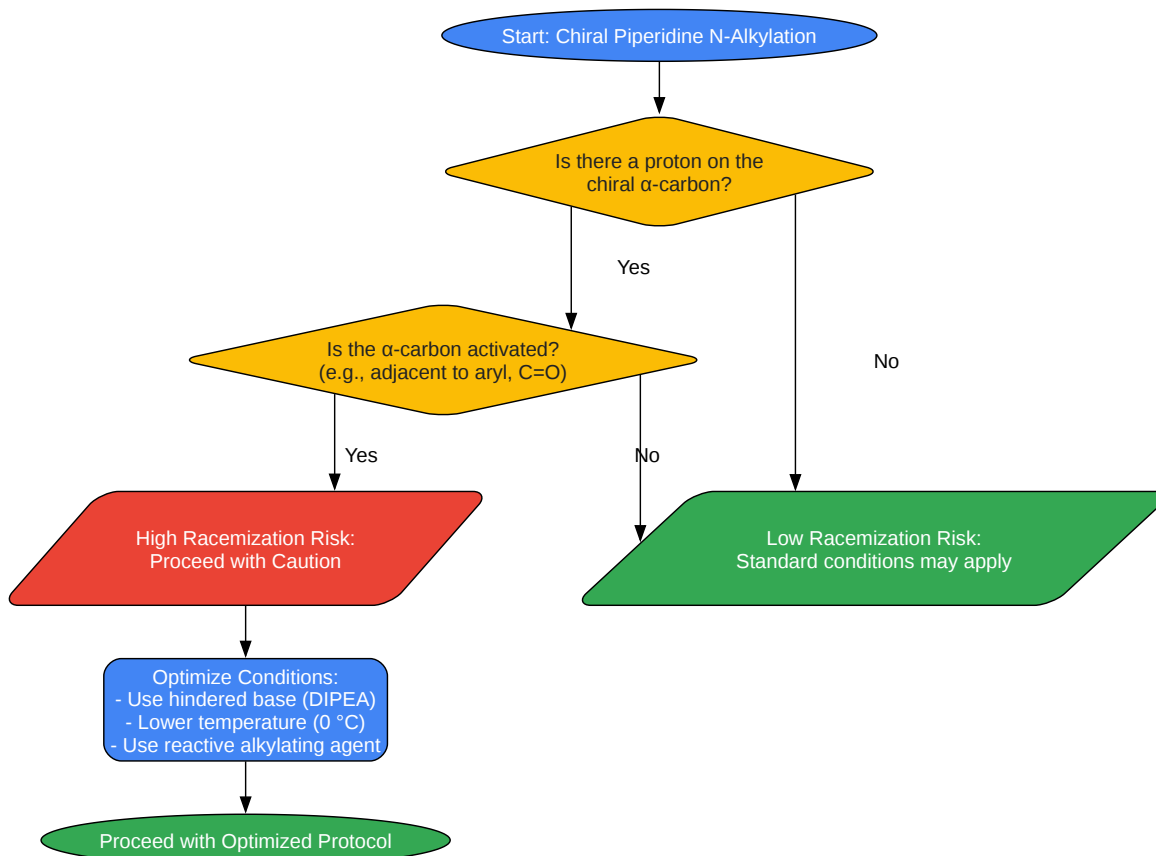 Start: Chiral Piperidine N-Alkylation
Is there a proton on the
chiral α-carbon?
Yes
No
Is the α-carbon activated?
(e.g., adjacent to aryl, C=O)
Yes
No
High Racemization Risk:
Proceed with Caution
Low Racemization Risk:
Standard conditions may apply
Optimize Conditions:
- Use hindered base (DIPEA)
- Lower temperature (0 °C)
- Use reactive alkylating agent
Proceed with Optimized Protocol